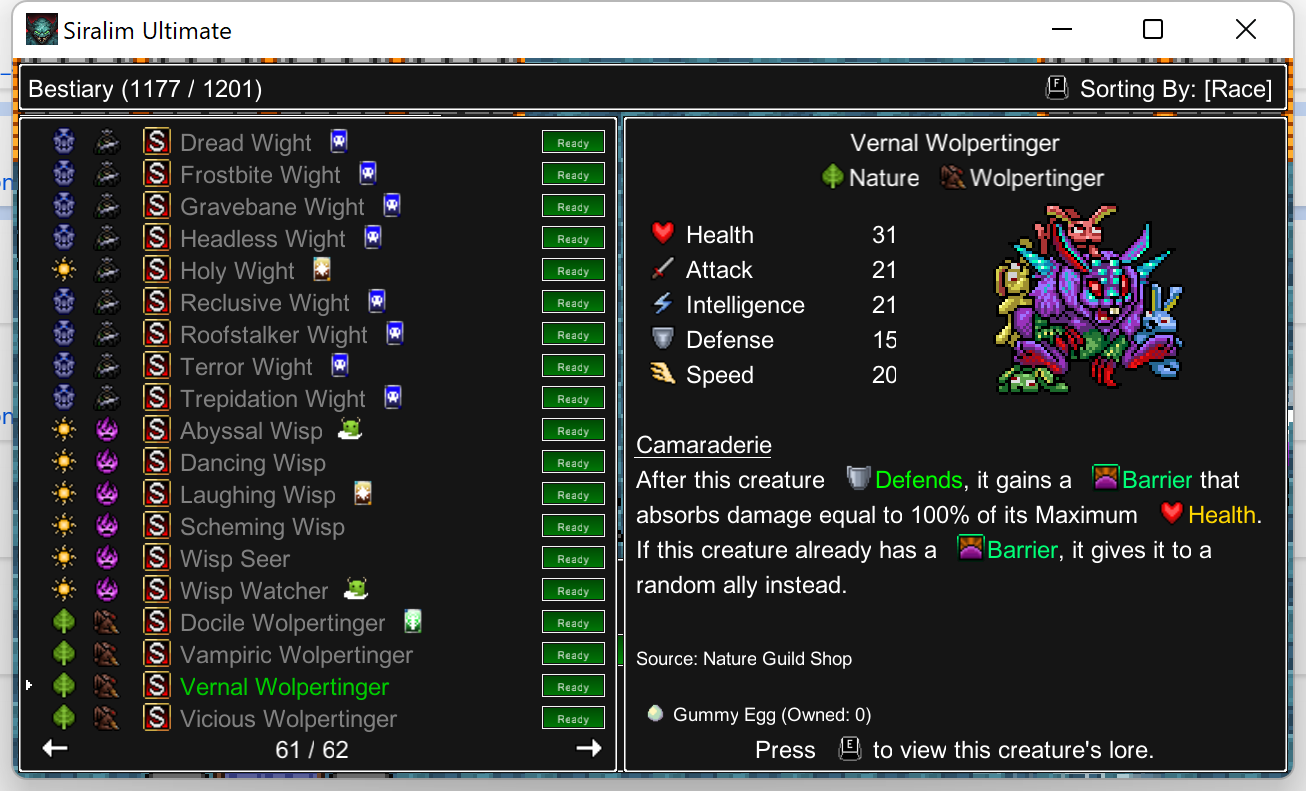 Siralim Ultimate
Bestiary (1177 / 1201)
F Sorting By: [Race]
S Dread Wight Ready
S Frostbite Wight Ready
S Gravebane Wight Ready
S Headless Wight Ready
S Holy Wight Ready
S Reclusive Wight Ready
S Roofstalker Wight Ready
S Terror Wight Ready
S Trepidation Wight Ready
S Abyssal Wisp Ready
S Dancing Wisp Ready
S Laughing Wisp Ready
S Scheming Wisp Ready
S Wisp Seer Ready
S Wisp Watcher Ready
S Docile Wolpertinger Ready
S Vampiric Wolpertinger Ready
S Vernal Wolpertinger Ready
S Vicious Wolpertinger Ready
61 / 62
Vernal Wolpertinger
Nature Wolpertinger
Health 31
Attack 21
Intelligence 21
Defense 15
Speed 20
Camaraderie
After this creature Defends, it gains a Barrier that
absorbs damage equal to 100% of its Maximum Health.
If this creature already has a Barrier, it gives it to a
random ally instead.
Source: Nature Guild Shop
Gummy Egg (Owned: 0)
Press E to view this creature's lore.